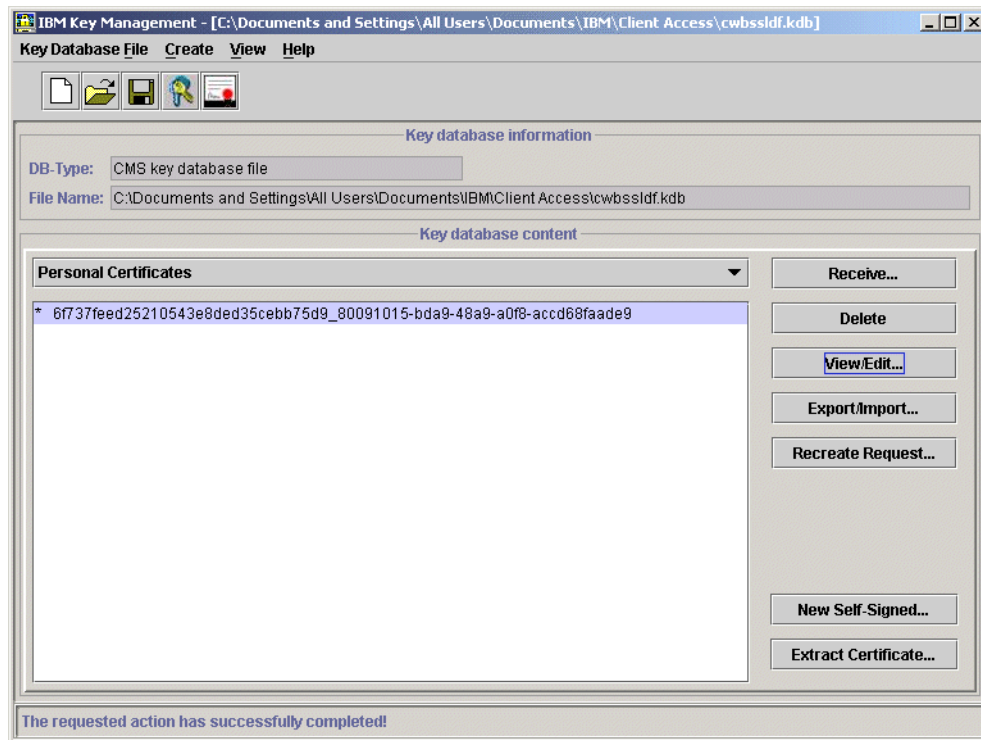 IBM Key Management - [C:\Documents and Settings\All Users\Documents\IBM\Client Access\cwbssldf.kdb]
Key Database File Create View Help
Key database information
DB-Type: CMS key database file
File Name: C:\Documents and Settings\All Users\Documents\IBM\Client Access\cwbssldf.kdb
Key database content
Personal Certificates
Receive...
* 6f737feed25210543e8ded35cebb75d9_80091015-bda9-48a9-a0f8-accd68faade9
Delete
View/Edit...
Export/Import...
Recreate Request...
New Self-Signed...
Extract Certificate...
The requested action has successfully completed!